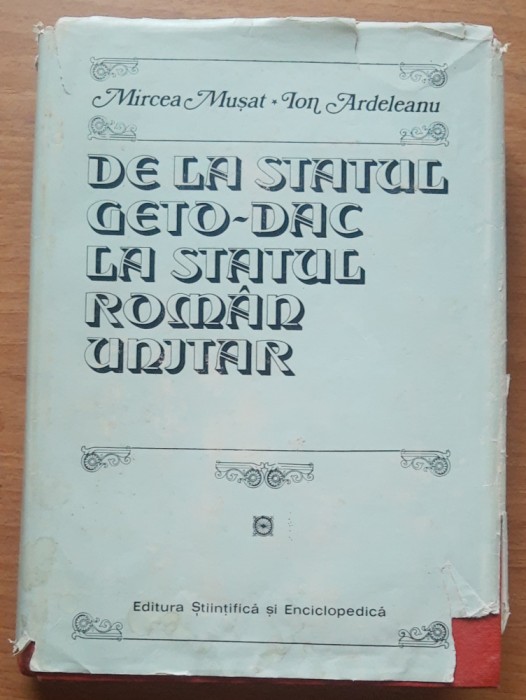 Mircea Mușat * Ion Ardeleanu
DE LA STATUL
GETO-DAC
LA STATUL
ROMÂN
UNITAR
Editura Științifică și Enciclopedică